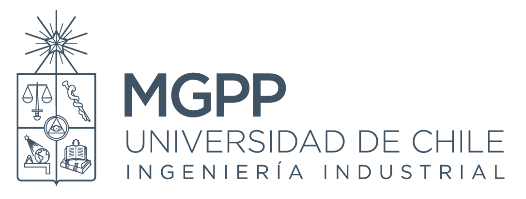 MGPP
UNIVERSIDAD DE CHILE
INGENIERÍA INDUSTRIAL